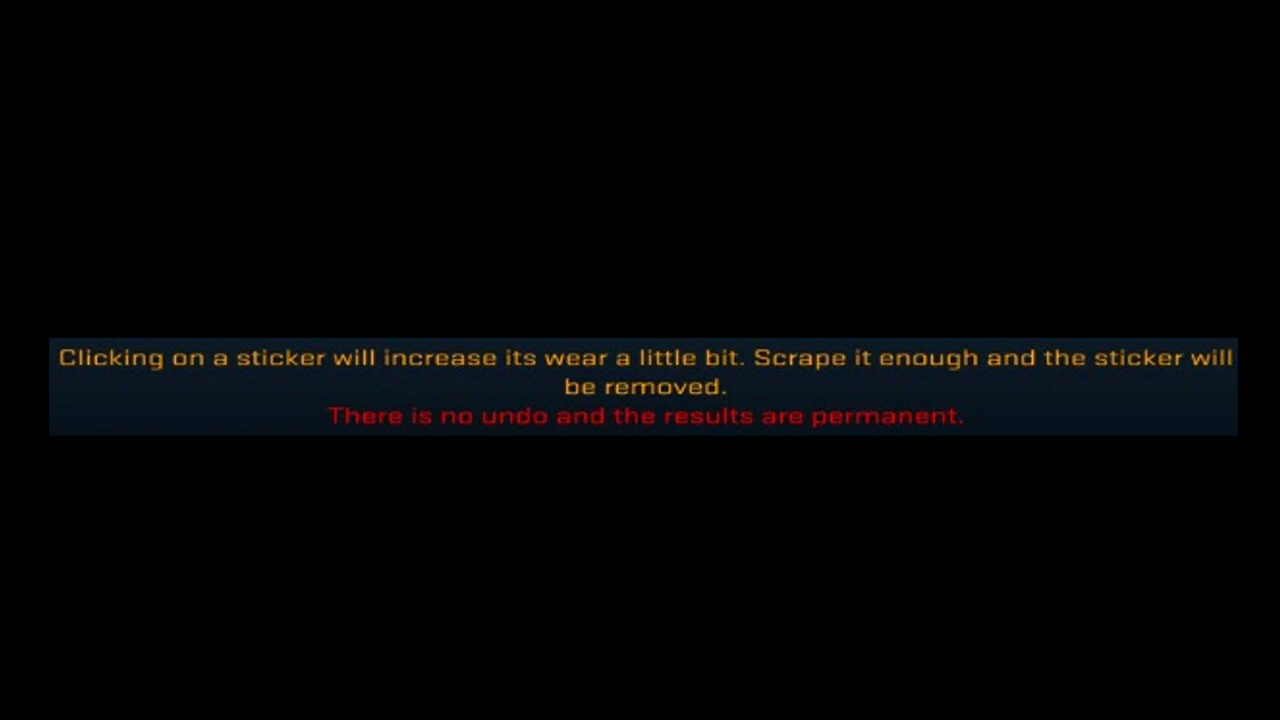 Clicking on a sticker will increase its wear a little bit. Scrape it enough and the sticker will
be removed.
There is no undo and the results are permanent.